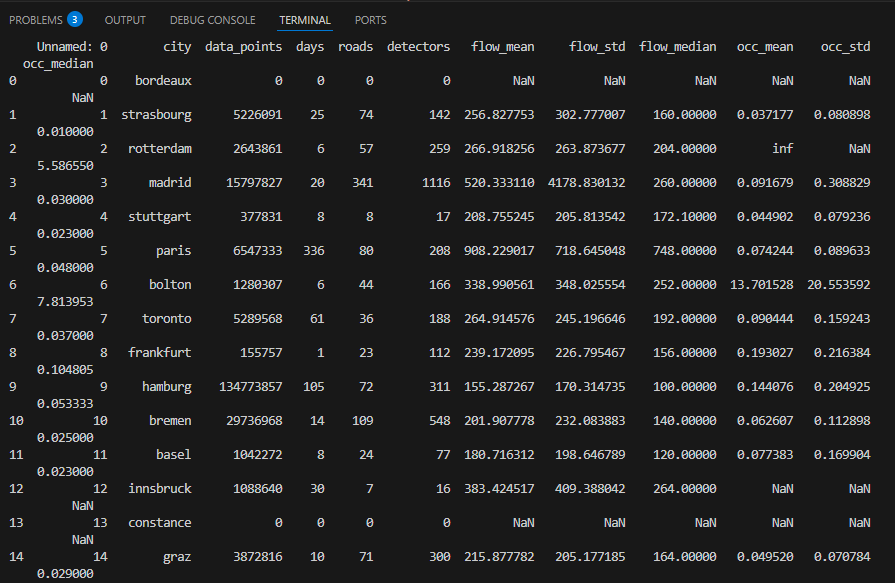 PROBLEMS 3 OUTPUT DEBUG CONSOLE TERMINAL PORTS
Unnamed: 0 city data_points days roads detectors flow_mean flow_std flow_median occ_mean occ_std
occ_median
0 0 bordeaux 0 0 0 0 NaN NaN NaN NaN NaN
NaN
1 1 strasbourg 5226091 25 74 142 256.827753 302.777007 160.00000 0.037177 0.080898
0.010000
2 2 rotterdam 2643861 6 57 259 266.918256 263.873677 204.00000 inf NaN
5.586550
3 3 madrid 15797827 20 341 1116 520.333110 4178.830132 260.00000 0.091679 0.308829
0.030000
4 4 stuttgart 377831 8 8 17 208.755245 205.813542 172.10000 0.044902 0.079236
0.023000
5 5 paris 6547333 336 80 208 908.229017 718.645048 748.00000 0.074244 0.089633
0.048000
6 6 bolton 1280307 6 44 166 338.990561 348.025554 252.00000 13.701528 20.553592
7.813953
7 7 toronto 5289568 61 36 188 264.914576 245.196646 192.00000 0.090444 0.159243
0.037000
8 8 frankfurt 155757 1 23 112 239.172095 226.795467 156.00000 0.193027 0.216384
0.104805
9 9 hamburg 134773857 105 72 311 155.287267 170.314735 100.00000 0.144076 0.204925
0.053333
10 10 bremen 29736968 14 109 548 201.907778 232.083883 140.00000 0.062607 0.112898
0.025000
11 11 basel 1042272 8 24 77 180.716312 198.646789 120.00000 0.077383 0.169904
0.023000
12 12 innsbruck 1088640 30 7 16 383.424517 409.388042 264.00000 NaN NaN
NaN
13 13 constance 0 0 0 0 NaN NaN NaN NaN NaN
NaN
14 14 graz 3872816 10 71 300 215.877782 205.177185 164.00000 0.049520 0.070784
0.029000